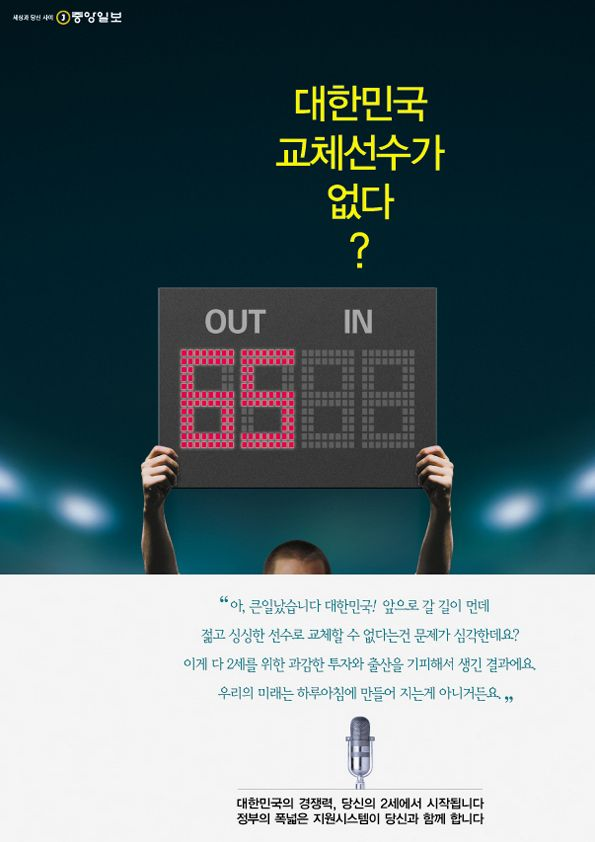 세상과 당신 사이 J 중앙일보
대한민국
교체선수가
없다
?
OUT IN
65
“아, 큰일났습니다 대한민국! 앞으로 갈 길이 먼데
젊고 싱싱한 선수로 교체할 수 없다는건 문제가 심각한데요?
이게 다 2세를 위한 과감한 투자와 출산을 기피해서 생긴 결과에요.
우리의 미래는 하루아침에 만들어 지는게 아니거든요.„
대한민국의 경쟁력, 당신의 2세에서 시작됩니다
정부의 폭넓은 지원시스템이 당신과 함께 합니다